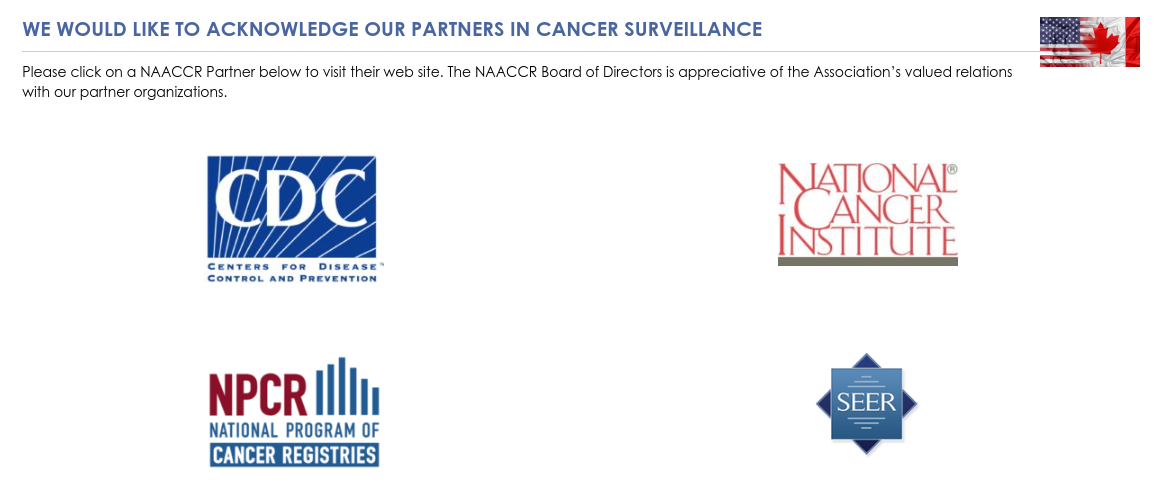 WE WOULD LIKE TO ACKNOWLEDGE OUR PARTNERS IN CANCER SURVEILLANCE
Please click on a NAACCR Partner below to visit their web site. The NAACCR Board of Directors is appreciative of the Association’s valued relations
with our partner organizations.
CDC
CENTERS FOR DISEASE™
CONTROL AND PREVENTION
NATIONAL®
CANCER
INSTITUTE
NPCR
NATIONAL PROGRAM OF
CANCER REGISTRIES
SEER